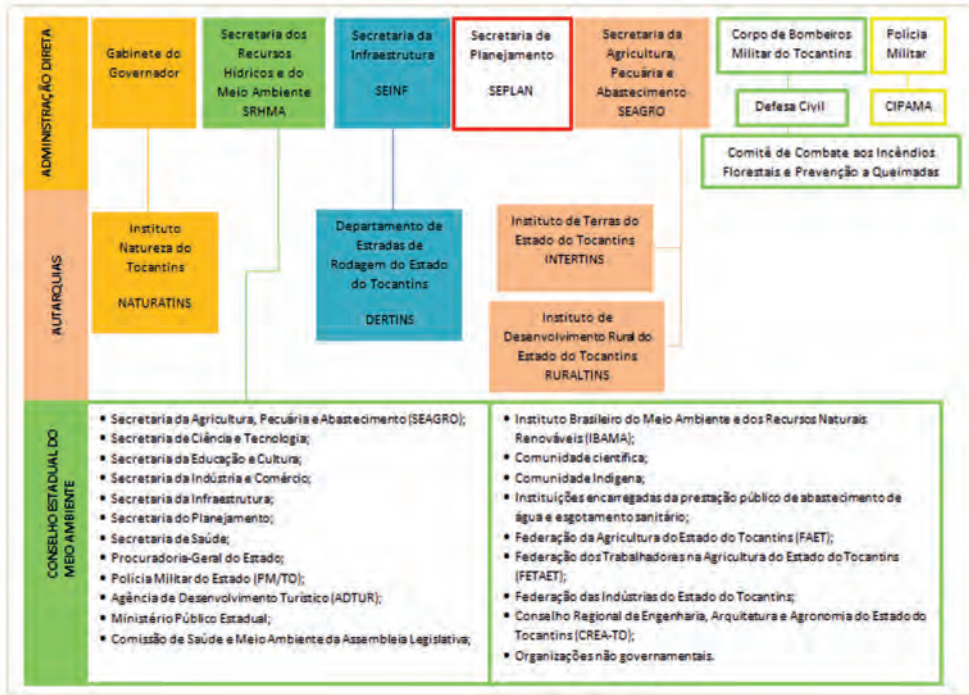 ADMINISTRAÇÃO DIRETA
Gabinete do
Governador
Secretaria dos
Recursos
Hídricos e do
Meio Ambiente
SRHMA
Secretaria da
Infraestrutura
SEINF
Secretaria de
Planejamento
SEPLAN
Secretaria da
Agricultura,
Pecuária e
Abastecimento
SEAGRO
Corpo de Bombeiros
Militar do Tocantins
Polícia
Militar
Defesa Civil
CIPAMA
Comitê de Combate aos Incêndios
Florestais e Prevenção a Queimadas
AUTARQUIAS
Instituto
Natureza do
Tocantins
NATURATINS
Departamento de
Estradas de
Rodagem do Estado
do Tocantins
DERTINS
Instituto de Terras do
Estado do Tocantins
INTERTINS
Instituto de
Desenvolvimento Rural do
Estado do Tocantins
RURALTINS
CONSELHO ESTADUAL DO
MEIO AMBIENTE
• Secretaria da Agricultura, Pecuária e Abastecimento (SEAGRO);
• Secretaria de Ciência e Tecnologia;
• Secretaria da Educação e Cultura;
• Secretaria da Indústria e Comércio;
• Secretaria da Infraestrutura;
• Secretaria do Planejamento;
• Secretaria de Saúde;
• Procuradoria-Geral do Estado;
• Polícia Militar do Estado (PM/TO);
• Agência de Desenvolvimento Turístico (ADTUR);
• Ministério Público Estadual;
• Comissão de Saúde e Meio Ambiente da Assembleia Legislativa;
• Instituto Brasileiro do Meio Ambiente e dos Recursos Naturais
Renováveis (IBAMA);
• Comunidade científica;
• Comunidade Indígena;
• Instituições encarregadas da prestação público de abastecimento de
água e esgotamento sanitário;
• Federação da Agricultura do Estado do Tocantins (FAET);
• Federação dos Trabalhadores na Agricultura do Estado do Tocantins
(FETAET);
• Federação das Indústrias do Estado do Tocantins;
• Conselho Regional de Engenharia, Arquitetura e Agronomia do Estado do
Tocantins (CREA-TO);
• Organizações não governamentais.